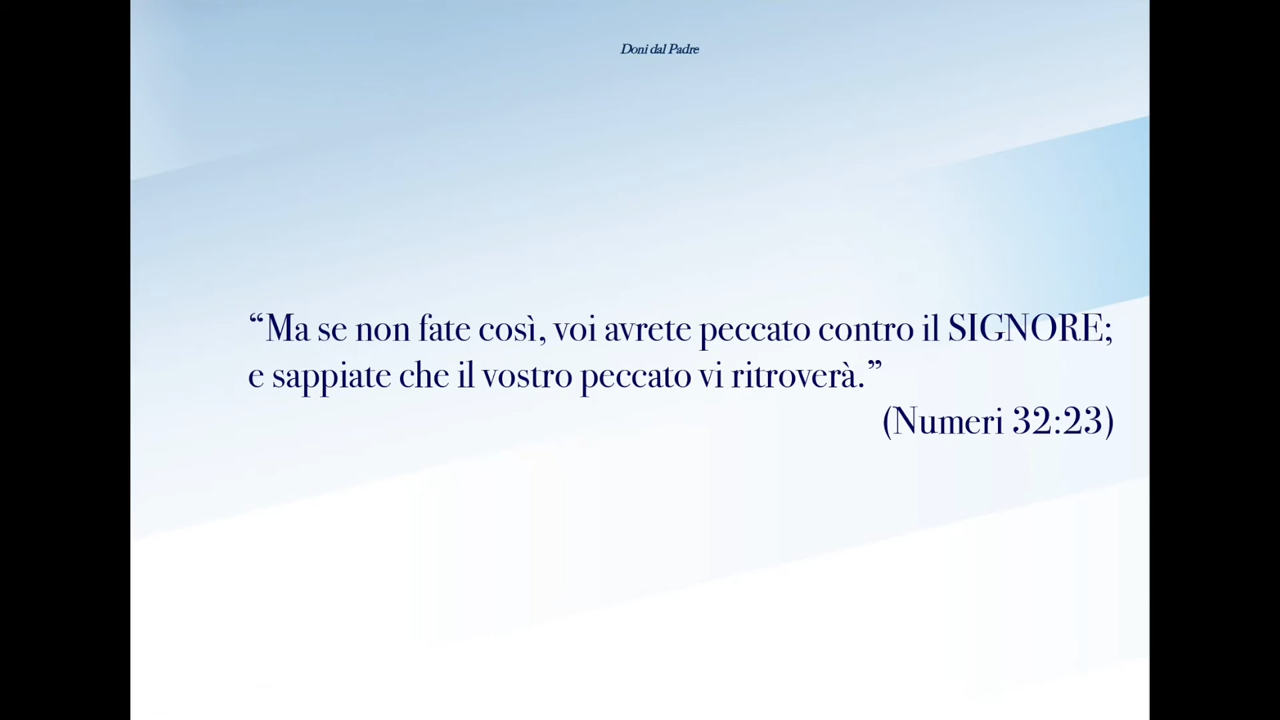 Doni dal Padre
“Ma se non fate così, voi avrete peccato contro il SIGNORE;
e sappiate che il vostro peccato vi ritroverà.”
(Numeri 32:23)